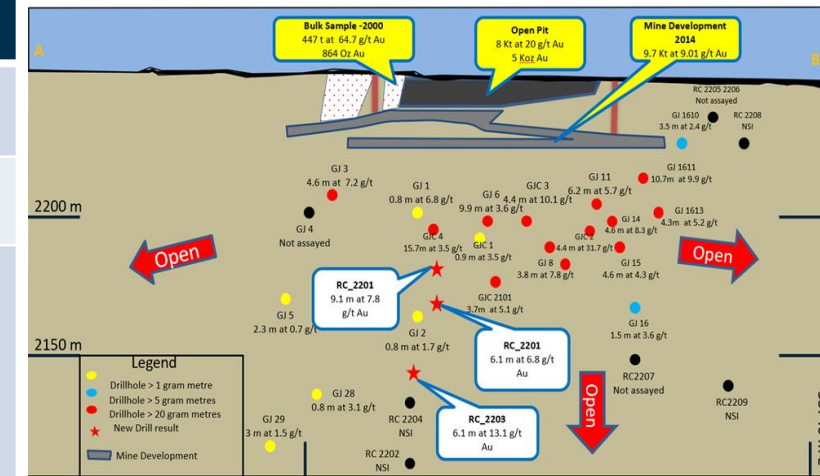 A
B
Bulk Sample -2000
447 t at 64.7 g/t Au
864 Oz Au
Open Pit
8 Kt at 20 g/t Au
5 Koz Au
Mine Development
2014
9.7 Kt at 9.01 g/t Au
RC 2205 2206
Not assayed
GJ 1610
3.5 m at 2.4 g/t
RC 2208
NSI
GJ 3
4.6 m at 7.2 g/t
GJ 1
0.8 m at 6.8 g/t
GJ 6
9.9 m at 3.6 g/t
GJC 3
4.4 m at 10.1 g/t
GJ 11
6.2 m at 5.7 g/t
GJ 1611
10.7m at 9.9 g/t
2200 m
GJ 4
Not assayed
GJC 4
15.7m at 3.5 g/t
GJC 1
0.9 m at 3.5 g/t
GJ 14
4.6 m at 8.3 g/t
GJ 1613
4.3m at 5.2 g/t
4.4 m at 31.7 g/t
Open
GJ 8
3.8 m at 7.8 g/t
GJ 15
4.6 m at 4.3 g/t
Open
RC_2201
9.1 m at 7.8
g/t Au
GJC 2101
3.7m at 5.1 g/t
GJ 5
2.3 m at 0.7 g/t
GJ 2
0.8 m at 1.7 g/t
GJ 16
1.5 m at 3.6 g/t
RC_2201
6.1 m at 6.8 g/t
Au
2150 m
Legend
Drillhole > 1 gram metre
Drillhole > 5 gram metres
Drillhole > 20 gram metres
New Drill result
Mine Development
RC2207
Not assayed
Open
RC2209
NSI
GJ 28
0.8 m at 3.1 g/t
GJ 29
3 m at 1.5 g/t
RC 2204
NSI
RC_2203
6.1 m at 13.1 g/t
Au
RC 2202
NSI